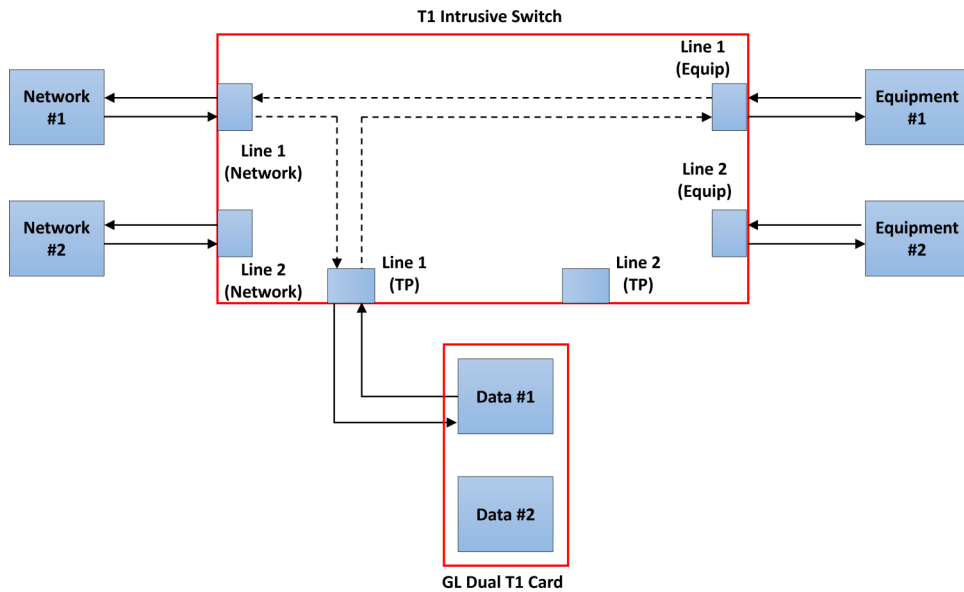 T1 Intrusive Switch
Line 1
(Equip)
Network
#1
Equipment
#1
Line 1
(Network)
Line 2
(Equip)
Network
#2
Equipment
#2
Line 2
(Network)
Line 1
(TP)
Line 2
(TP)
Data #1
Data #2
GL Dual T1 Card